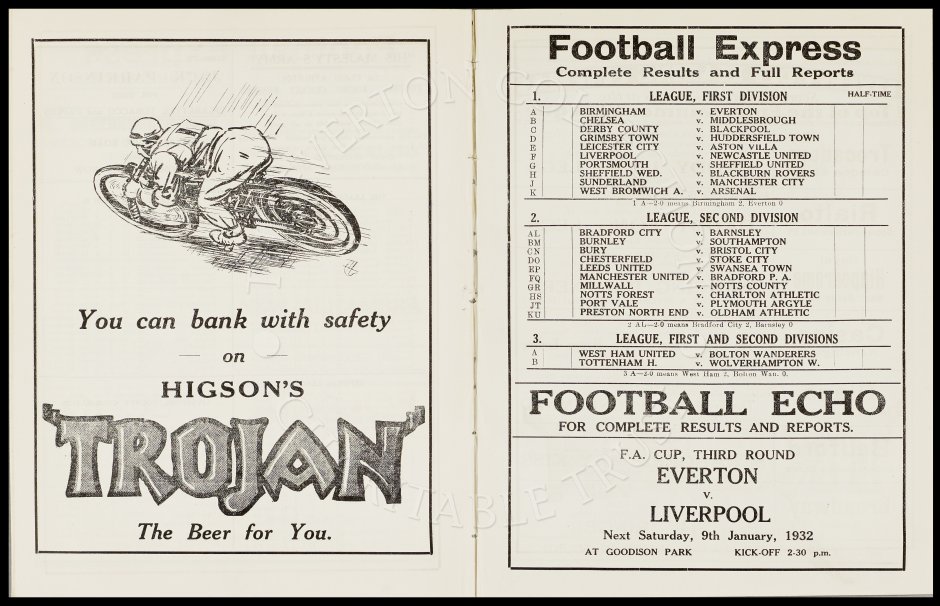 You can bank with safety
on
HIGSON'S
"TROJAN"
The Beer for You.
Football Express
Complete Results and Full Reports
1. LEAGUE, FIRST DIVISION HALF-TIME
A BIRMINGHAM v. EVERTON
B CHELSEA v. MIDDLESBROUGH
C DERBY COUNTY v. BLACKPOOL
D GRIMSBY TOWN v. HUDDERSFIELD TOWN
E LEICESTER CITY v. ASTON VILLA
F LIVERPOOL v. NEWCASTLE UNITED
G PORTSMOUTH v. SHEFFIELD UNITED
H SHEFFIELD WED. v. BLACKBURN ROVERS
J SUNDERLAND v. MANCHESTER CITY
K WEST BROMWICH A. v. ARSENAL
1 A—2-0 means Birmingham 2, Everton 0
2. LEAGUE, SECOND DIVISION
AL BRADFORD CITY v. BARNSLEY
BM BURNLEY v. SOUTHAMPTON
CN BURY v. BRISTOL CITY
DO CHESTERFIELD v. STOKE CITY
EP LEEDS UNITED v. SWANSEA TOWN
FQ MANCHESTER UNITED v. BRADFORD P. A.
GR MILLWALL v. NOTTS COUNTY
HS NOTTS FOREST v. CHARLTON ATHLETIC
JT PORT VALE v. PLYMOUTH ARGYLE
KU PRESTON NORTH END v. OLDHAM ATHLETIC
2 AL—2-0 means Bradford City 2, Barnsley 0
3. LEAGUE, FIRST AND SECOND DIVISIONS
A WEST HAM UNITED v. BOLTON WANDERERS
B TOTTENHAM H. v. WOLVERHAMPTON W.
3 A—2-0 means West Ham 2, Bolton Wan. 0.
FOOTBALL ECHO
FOR COMPLETE RESULTS AND REPORTS.
F.A. CUP, THIRD ROUND
EVERTON
V.
LIVERPOOL
Next Saturday, 9th January, 1932
AT GOODISON PARK KICK-OFF 2-30 p.m.